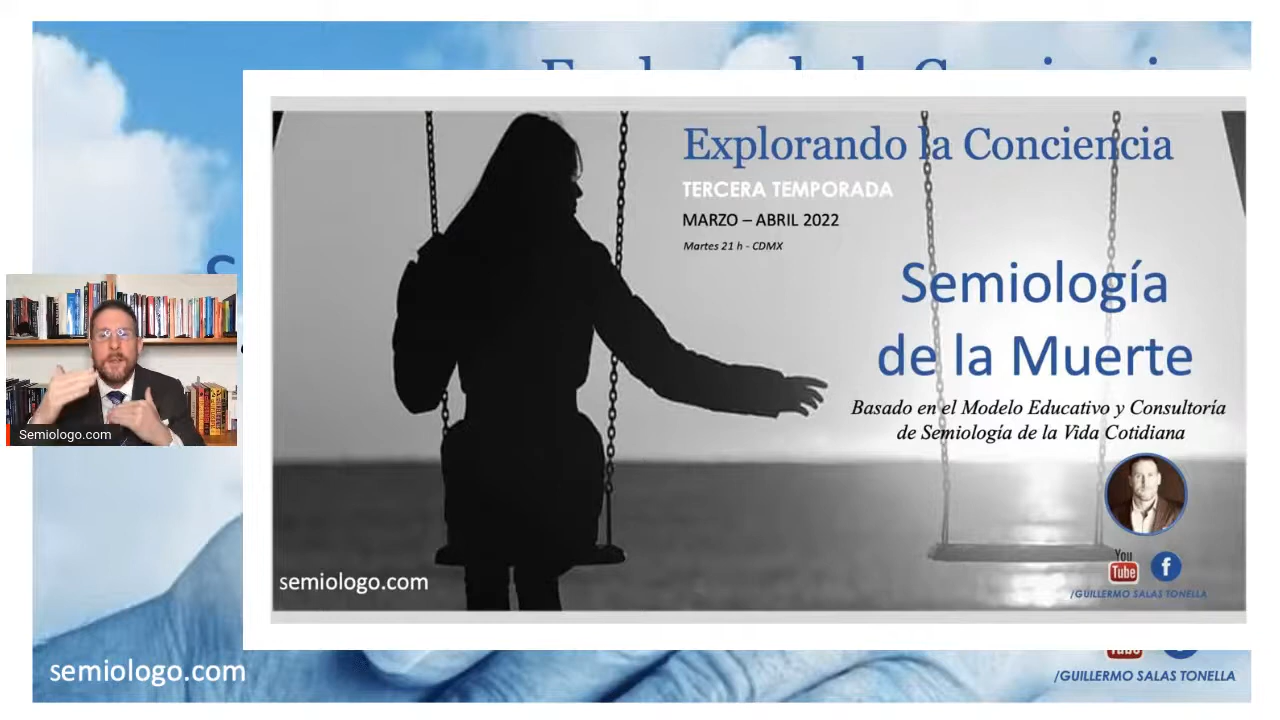 Explorando la Conciencia
TERCERA TEMPORADA
MARZO – ABRIL 2022
Martes 21 h - CDMX
Semiología
de la Muerte
Basado en el Modelo Educativo y Consultoría
de Semiología de la Vida Cotidiana
You
Tube
f
/GUILLERMO SALAS TONELLA
semiologo.com
Semiologo.com
semiologo.com
/GUILLERMO SALAS TONELLA